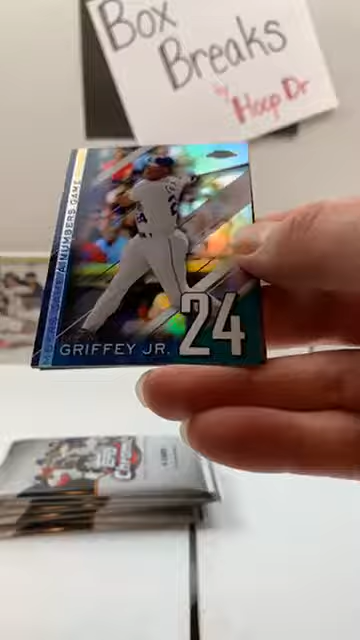 Box
Breaks
by
Hoop Dr
A NUMBERS GAME
GRIFFEY JR.
24